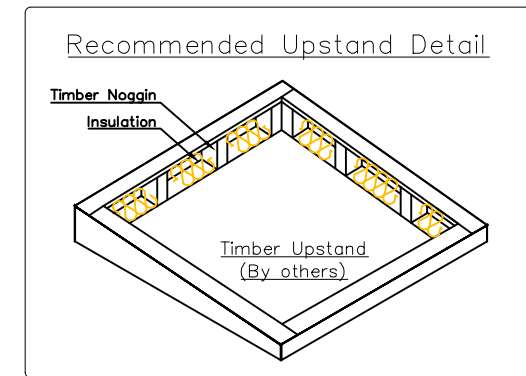 Recommended Upstand Detail
Timber Noggin
Insulation
Timber Upstand
(By others)